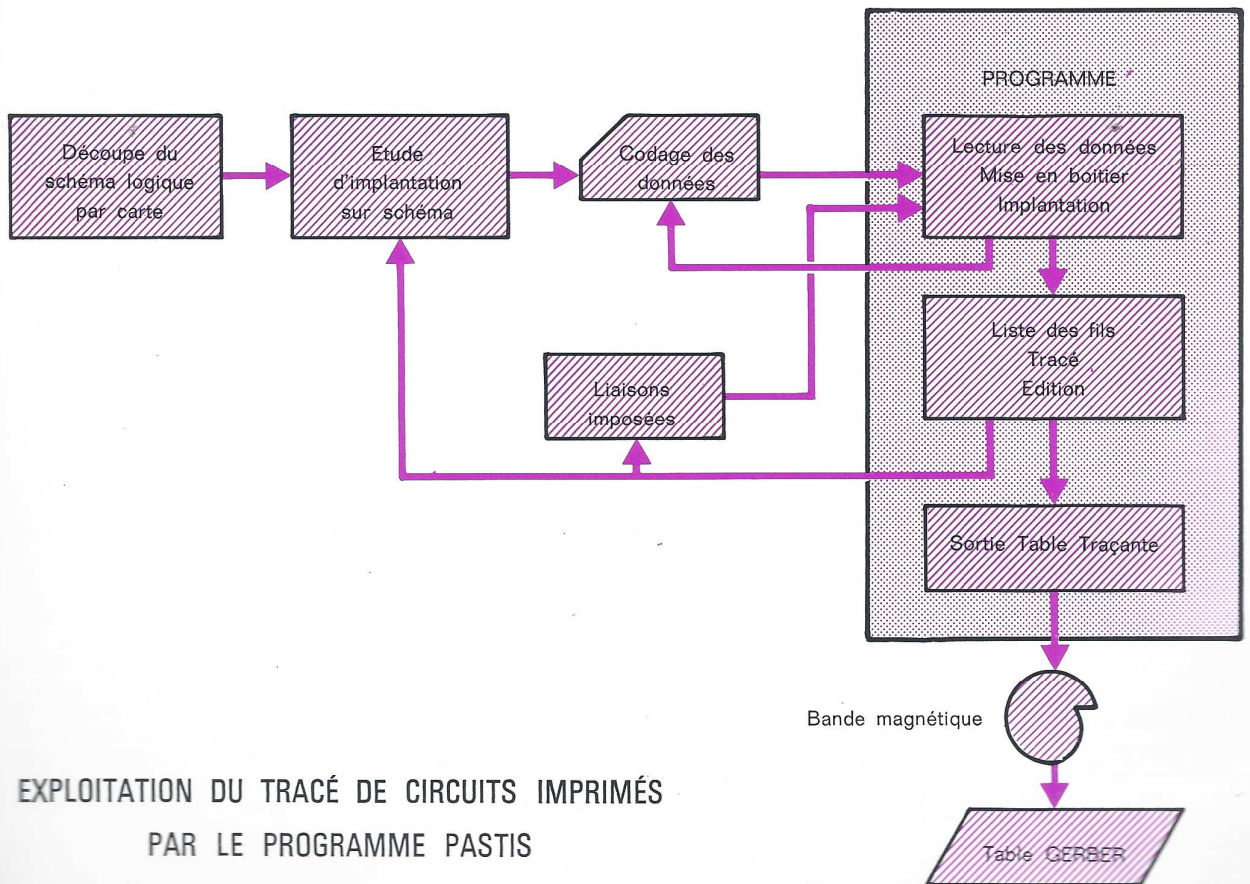 PROGRAMME
Découpe du
schéma logique
par carte
Etude
d'implantation
sur schéma
Codage des
données
Lecture des données
Mise en boitier
Implantation
Liste des fils
Tracé
Edition
Liaisons
imposées
Sortie Table Traçante
Bande magnétique
Table GERBER
EXPLOITATION DU TRACÉ DE CIRCUITS IMPRIMÉS
PAR LE PROGRAMME PASTIS